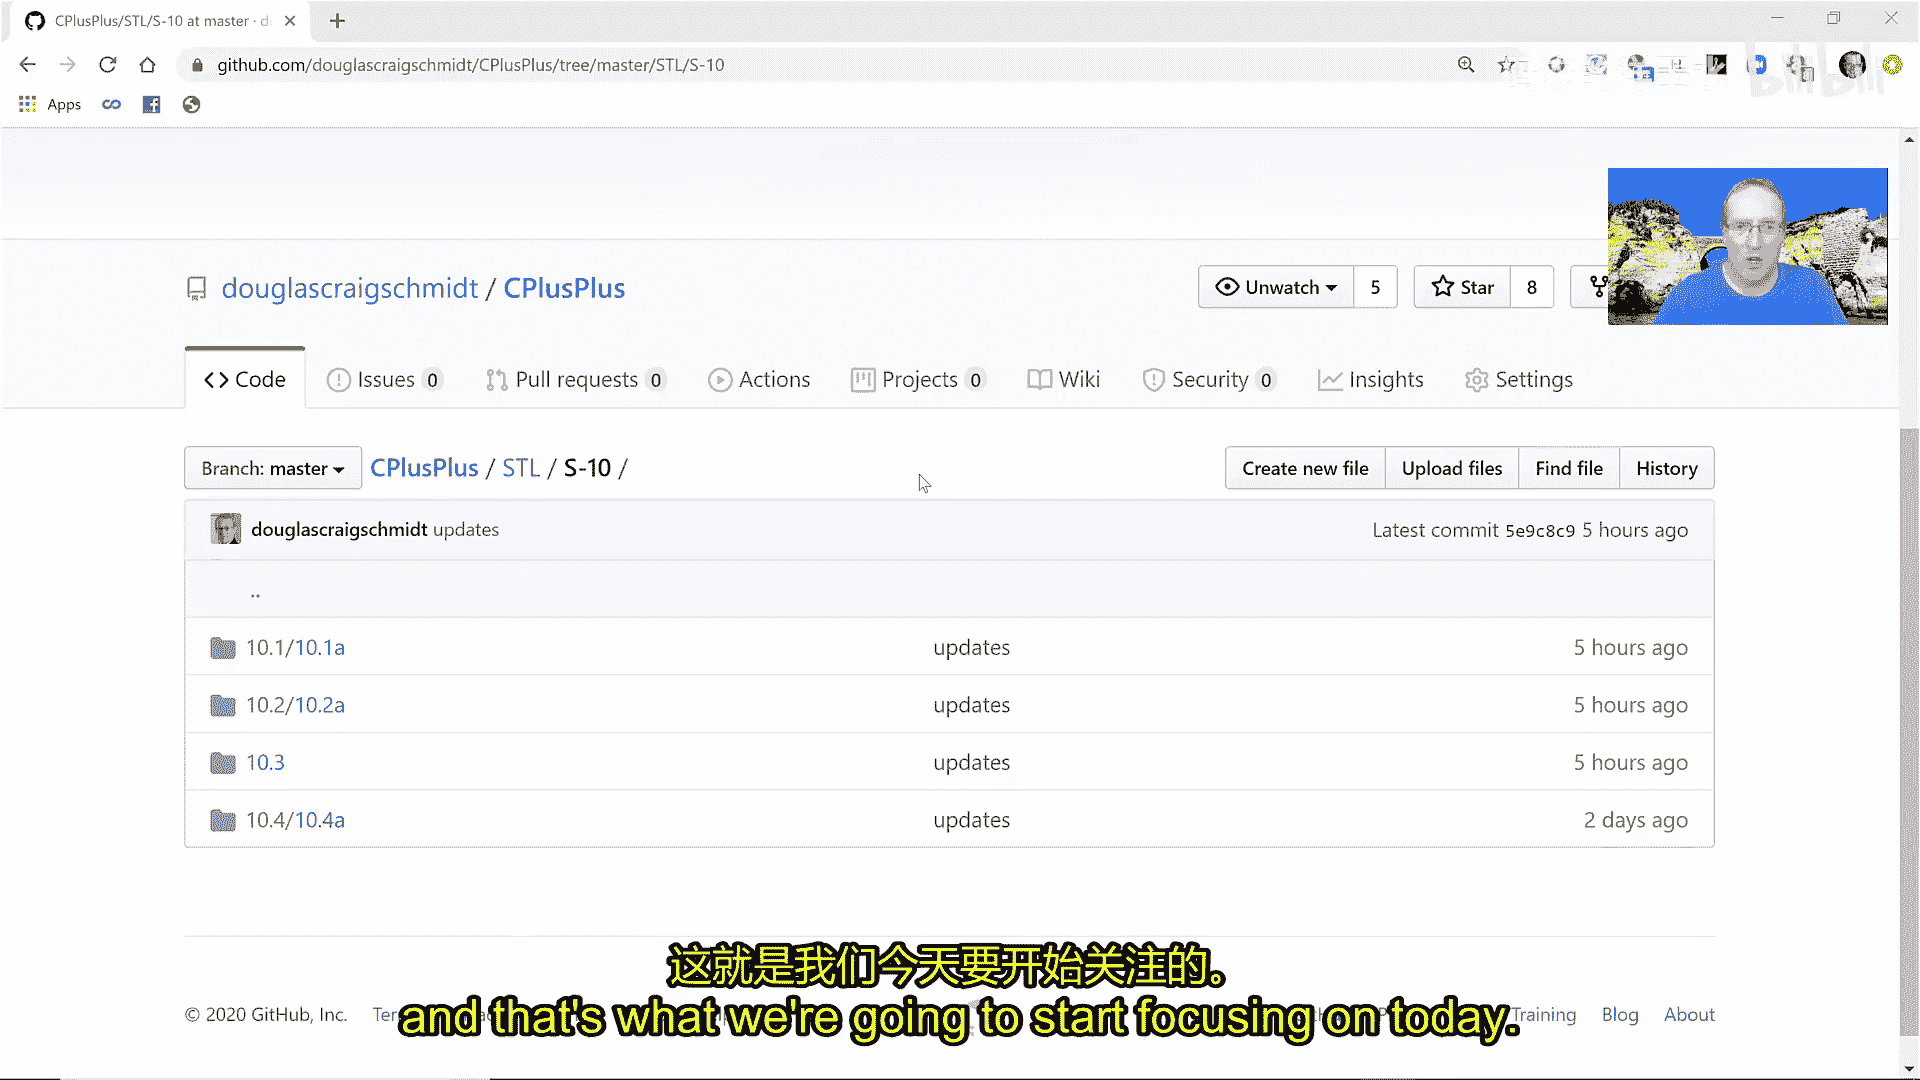 CPlusPlus/STL/S-10 at master · d
github.com/douglascraigschmidt/CPlusPlus/tree/master/STL/S-10
Apps
douglascraigschmidt / CPlusPlus
Unwatch 5
Star 8
Code
Issues 0
Pull requests 0
Actions
Projects 0
Wiki
Security 0
Insights
Settings
Branch: master
CPlusPlus / STL / S-10 /
Create new file
Upload files
Find file
History
douglascraigschmidt updates
Latest commit 5e9c8c9 5 hours ago
..
10.1/10.1a updates 5 hours ago
10.2/10.2a updates 5 hours ago
10.3 updates 5 hours ago
10.4/10.4a updates 2 days ago
这就是我们今天要开始关注的。
© 2020 GitHub, Inc.
and that's what we're going to start focusing on today.
Training
Blog
About